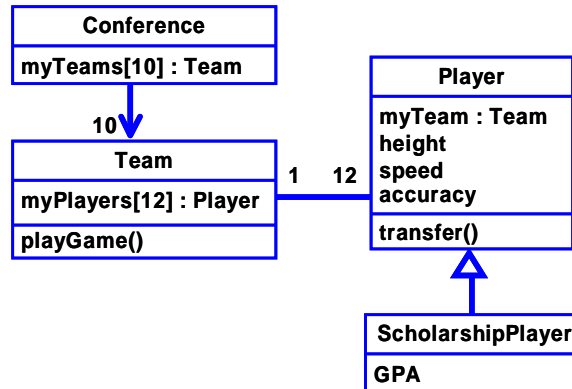 Conference
myTeams[10] : Team
10
Team
myPlayers[12] : Player
playGame()
1
12
Player
myTeam : Team
height
speed
accuracy
transfer()
ScholarshipPlayer
GPA